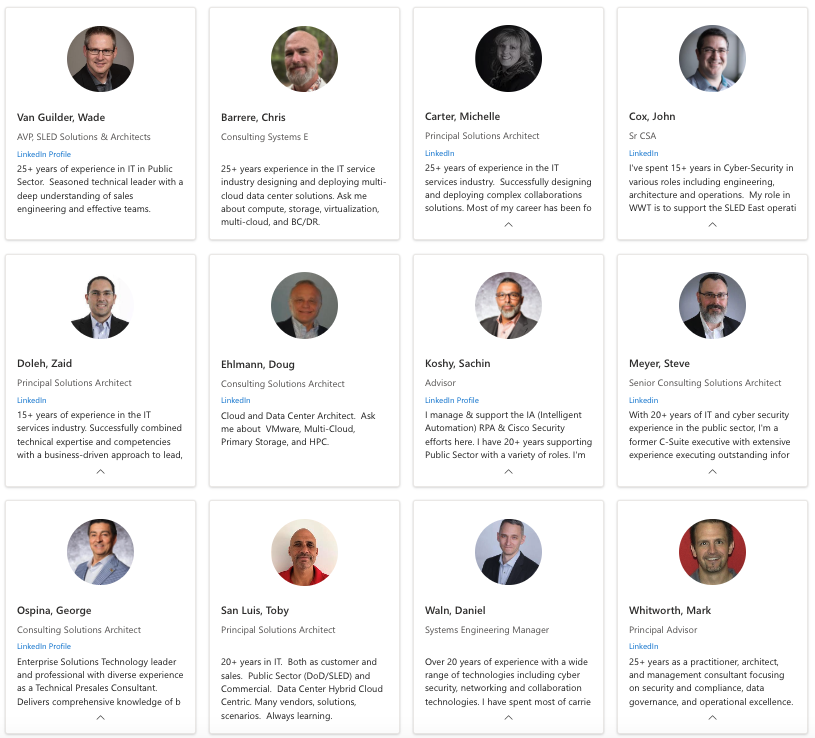 Van Guilder, Wade
AVP, SLED Solutions & Architects
LinkedIn Profile
25+ years of experience in IT in Public
Sector.  Seasoned technical leader with a
deep understanding of sales
engineering and effective teams.
Barrere, Chris
Consulting Systems E
25+ years experience in the IT service
industry designing and deploying multi-
cloud data center solutions. Ask me
about compute, storage, virtualization,
multi-cloud, and BC/DR.
Carter, Michelle
Principal Solutions Architect
LinkedIn
25+ years of experience in the IT
services industry.  Successfully designing
and deploying complex collaborations
solutions. Most of my career has been fo
Cox, John
Sr CSA
LinkedIn
I've spent 15+ years in Cyber-Security in
various roles including engineering,
architecture and operations.  My role in
WWT is to support the SLED East operati
Doleh, Zaid
Principal Solutions Architect
LinkedIn
15+ years of experience in the IT
services industry. Successfully combined
technical expertise and competencies
with a business-driven approach to lead,
Ehlmann, Doug
Consulting Solutions Architect
LinkedIn
Cloud and Data Center Architect.  Ask
me about  VMware, Multi-Cloud,
Primary Storage, and HPC.
Koshy, Sachin
Advisor
LinkedIn Profile
I manage & support the IA (Intelligent
Automation) RPA & Cisco Security
efforts here. I have 20+ years supporting
Public Sector with a variety of roles. I'm
Meyer, Steve
Senior Consulting Solutions Architect
Linkedin
With 20+ years of IT and cyber security
experience in the public sector, I'm a
former C-Suite executive with extensive
experience executing outstanding infor
Ospina, George
Consulting Solutions Architect
LinkedIn Profile
Enterprise Solutions Technology leader
and professional with diverse experience
as a Technical Presales Consultant.
Delivers comprehensive knowledge of b
San Luis, Toby
Principal Solutions Architect
20+ years in IT.  Both as customer and
sales.  Public Sector (DoD/SLED) and
Commercial.  Data Center Hybrid Cloud
Centric. Many vendors, solutions,
scenarios.  Always learning.
Waln, Daniel
Systems Engineering Manager
Over 20 years of experience with a wide
range of technologies including cyber
security, networking and collaboration
technologies. I have spent most of carrie
Whitworth, Mark
Principal Advisor
LinkedIn
25+ years as a practitioner, architect,
and management consultant focusing
on security and compliance, data
governance, and operational excellence.